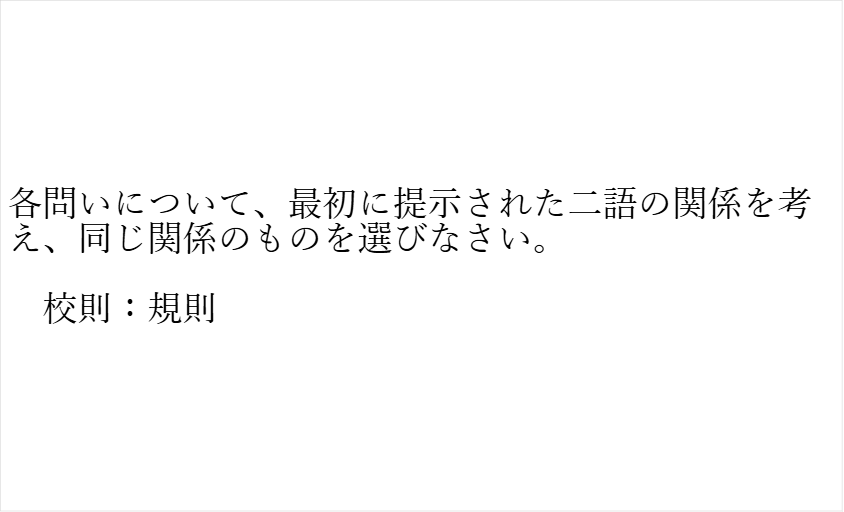 各問いについて、最初に提示された二語の関係を考
え、同じ関係のものを選びなさい。
　校則：規則